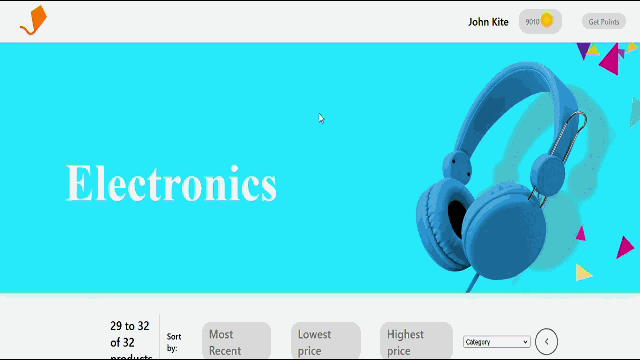 John Kite
9010
Get Points
Electronics
29 to 32
of 32
products
Sort
by:
Most
Recent
Lowest
price
Highest
price
Category
<